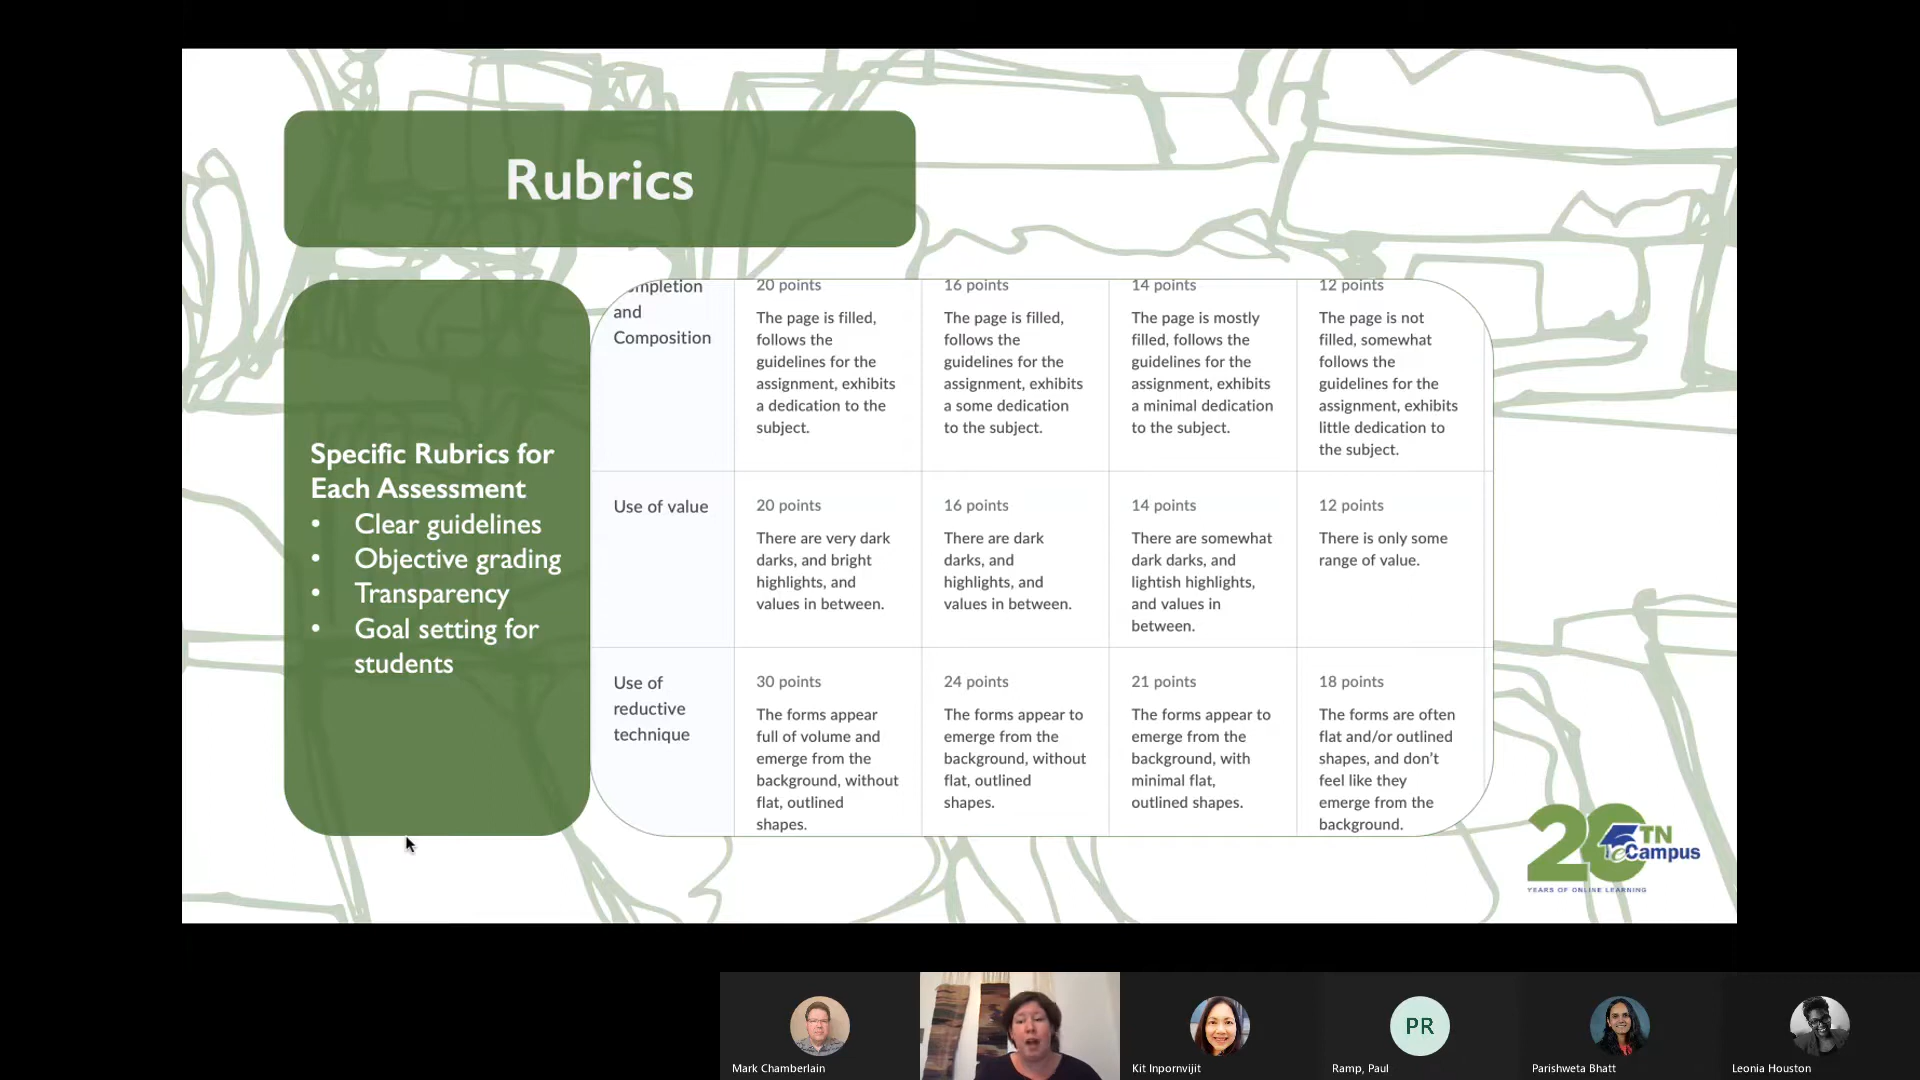 Rubrics
Specific Rubrics for
Each Assessment
• Clear guidelines
• Objective grading
• Transparency
• Goal setting for
students
and
Composition
20 points
The page is filled,
follows the
guidelines for the
assignment, exhibits
a dedication to the
subject.
16 points
The page is filled,
follows the
guidelines for the
assignment, exhibits
a some dedication
to the subject.
14 points
The page is mostly
filled, follows the
guidelines for the
assignment, exhibits
a minimal dedication
to the subject.
12 points
The page is not
filled, somewhat
follows the
guidelines for the
assignment, exhibits
little dedication to
the subject.
Use of value
20 points
There are very dark
darks, and bright
highlights, and
values in between.
16 points
There are dark
darks, and
highlights, and
values in between.
14 points
There are somewhat
dark darks, and
lightish highlights,
and values in
between.
12 points
There is only some
range of value.
Use of
reductive
technique
30 points
The forms appear
full of volume and
emerge from the
background, without
flat, outlined
shapes.
24 points
The forms appear to
emerge from the
background, without
flat, outlined
shapes.
21 points
The forms appear to
emerge from the
background, with
minimal flat,
outlined shapes.
18 points
The forms are often
flat and/or outlined
shapes, and don't
feel like they
emerge from the
background.
20 TN
eCampus
YEARS OF ONLINE LEARNING
PR
Mark Chamberlain
Kit Inpornvijit
Ramp, Paul
Parishweta Bhatt
Leonia Houston